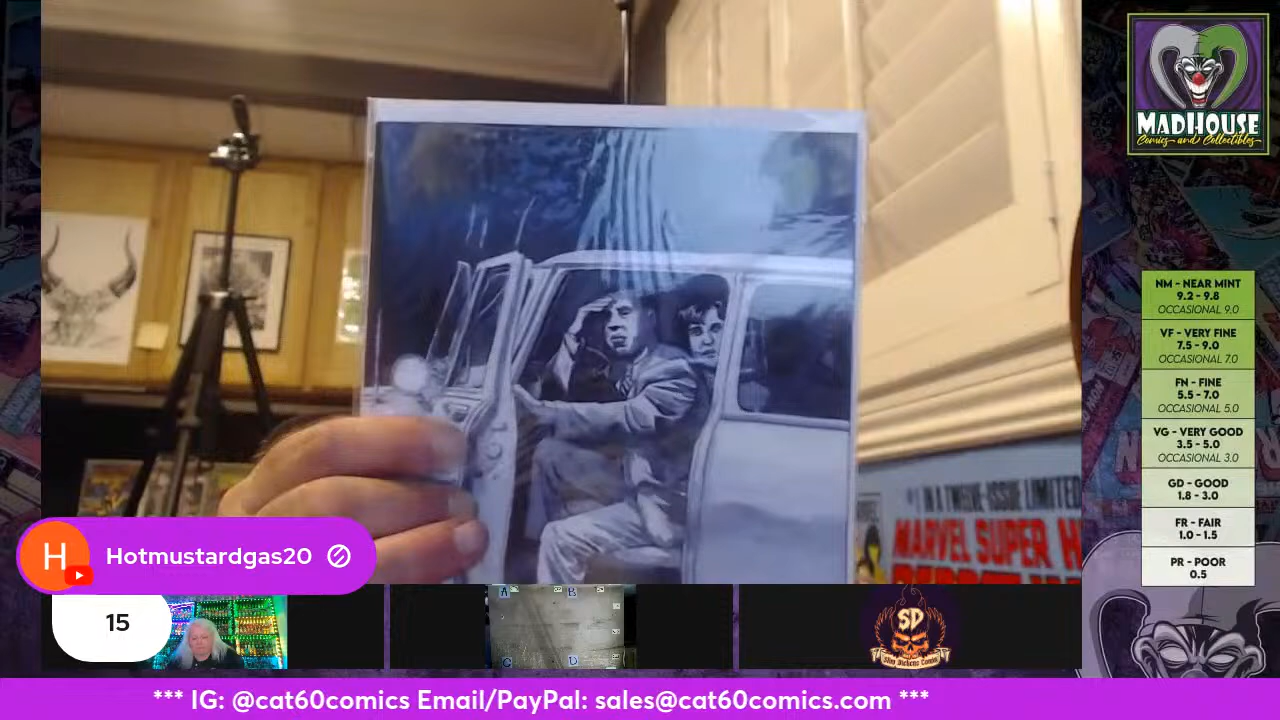 MADHOUSE
Comics and Collectibles
NM - NEAR MINT
9.2 - 9.8
OCCASIONAL 9.0
VF - VERY FINE
7.5 - 9.0
OCCASIONAL 7.0
FN - FINE
5.5 - 7.0
OCCASIONAL 5.0
VG - VERY GOOD
3.5 - 5.0
OCCASIONAL 3.0
GD - GOOD
1.8 - 3.0
FR - FAIR
1.0 - 1.5
PR - POOR
0.5
#1 IN A TWELVE-ISSUE LIMITED
MARVEL SUPER H
H Hotmustardgas20
15
A B
C D
SD
*** IG: @cat60comics Email/PayPal: sales@cat60comics.com ***